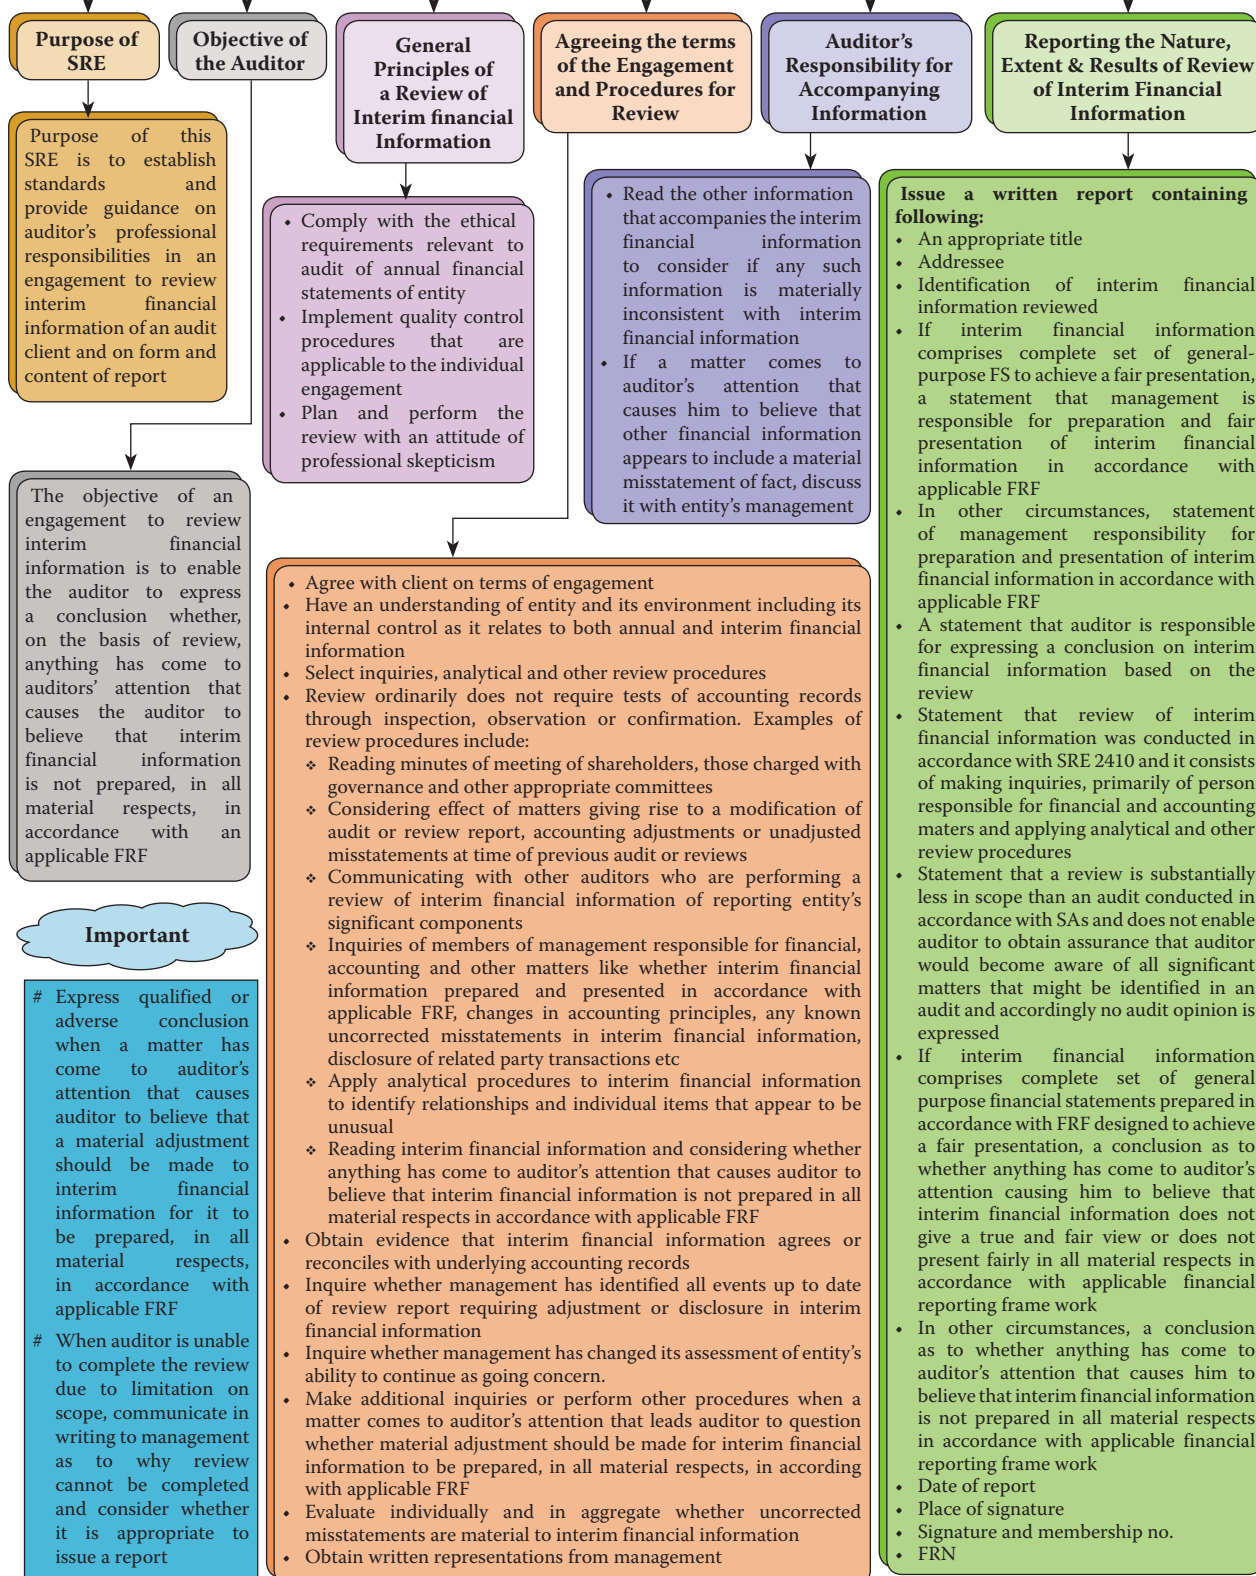 Purpose of
SRE
Purpose of this
SRE is to establish
standards and
provide guidance on
auditor's professional
responsibilities in an
engagement to review
interim financial
information of an audit
client and on form and
content of report
Objective of
the Auditor
The objective of an
engagement to review
interim financial
information is to enable
the auditor to express
a conclusion whether,
on the basis of review,
anything has come to
auditors' attention that
causes the auditor to
believe that interim
financial information
is not prepared, in all
material respects, in
accordance with an
applicable FRF
Important
# Express qualified or
adverse conclusion
when a matter has
come to auditor's
attention that causes
auditor to believe that
a material adjustment
should be made to
interim financial
information for it to
be prepared, in all
material respects,
in accordance with
applicable FRF
# When auditor is unable
to complete the review
due to limitation on
scope, communicate in
writing to management
as to why review
cannot be completed
and consider whether
it is appropriate to
issue a report
General
Principles of
a Review of
Interim financial
Information
• Comply with the ethical
requirements relevant to
audit of annual financial
statements of entity
• Implement quality control
procedures that are
applicable to the individual
engagement
• Plan and perform the
review with an attitude of
professional skepticism
Agreeing the terms
of the Engagement
and Procedures for
Review
• Agree with client on terms of engagement
• Have an understanding of entity and its environment including its
internal control as it relates to both annual and interim financial
information
• Select inquiries, analytical and other review procedures
• Review ordinarily does not require tests of accounting records
through inspection, observation or confirmation. Examples of
review procedures include:
❖ Reading minutes of meeting of shareholders, those charged with
governance and other appropriate committees
❖ Considering effect of matters giving rise to a modification of
audit or review report, accounting adjustments or unadjusted
misstatements at time of previous audit or reviews
❖ Communicating with other auditors who are performing a
review of interim financial information of reporting entity's
significant components
❖ Inquiries of members of management responsible for financial,
accounting and other matters like whether interim financial
information prepared and presented in accordance with
applicable FRF, changes in accounting principles, any known
uncorrected misstatements in interim financial information,
disclosure of related party transactions etc
❖ Apply analytical procedures to interim financial information
to identify relationships and individual items that appear to be
unusual
❖ Reading interim financial information and considering whether
anything has come to auditor's attention that causes auditor to
believe that interim financial information is not prepared in all
material respects in accordance with applicable FRF
• Obtain evidence that interim financial information agrees or
reconciles with underlying accounting records
• Inquire whether management has identified all events up to date
of review report requiring adjustment or disclosure in interim
financial information
• Inquire whether management has changed its assessment of entity's
ability to continue as going concern.
• Make additional inquiries or perform other procedures when a
matter comes to auditor's attention that leads auditor to question
whether material adjustment should be made for interim financial
information to be prepared, in all material respects, in according
with applicable FRF
• Evaluate individually and in aggregate whether uncorrected
misstatements are material to interim financial information
• Obtain written representations from management
Auditor's
Responsibility for
Accompanying
Information
• Read the other information
that accompanies the interim
financial information
to consider if any such
information is materially
inconsistent with interim
financial information
• If a matter comes to
auditor's attention that
causes him to believe that
other financial information
appears to include a material
misstatement of fact, discuss
it with entity's management
Reporting the Nature,
Extent & Results of Review
of Interim Financial
Information
Issue a written report containing
following:
• An appropriate title
• Addressee
• Identification of interim financial
information reviewed
• If interim financial information
comprises complete set of general-
purpose FS to achieve a fair presentation,
a statement that management is
responsible for preparation and fair
presentation of interim financial
information in accordance with
applicable FRF
• In other circumstances, statement
of management responsibility for
preparation and presentation of interim
financial information in accordance with
applicable FRF
• A statement that auditor is responsible
for expressing a conclusion on interim
financial information based on the
review
• Statement that review of interim
financial information was conducted in
accordance with SRE 2410 and it consists
of making inquiries, primarily of person
responsible for financial and accounting
maters and applying analytical and other
review procedures
• Statement that a review is substantially
less in scope than an audit conducted in
accordance with SAs and does not enable
auditor to obtain assurance that auditor
would become aware of all significant
matters that might be identified in an
audit and accordingly no audit opinion is
expressed
• If interim financial information
comprises complete set of general
purpose financial statements prepared in
accordance with FRF designed to achieve
a fair presentation, a conclusion as to
whether anything has come to auditor's
attention causing him to believe that
interim financial information does not
give a true and fair view or does not
present fairly in all material respects in
accordance with applicable financial
reporting frame work
• In other circumstances, a conclusion
as to whether anything has come to
auditor's attention that causes him to
believe that interim financial information
is not prepared in all material respects
in accordance with applicable financial
reporting frame work
• Date of report
• Place of signature
• Signature and membership no.
• FRN